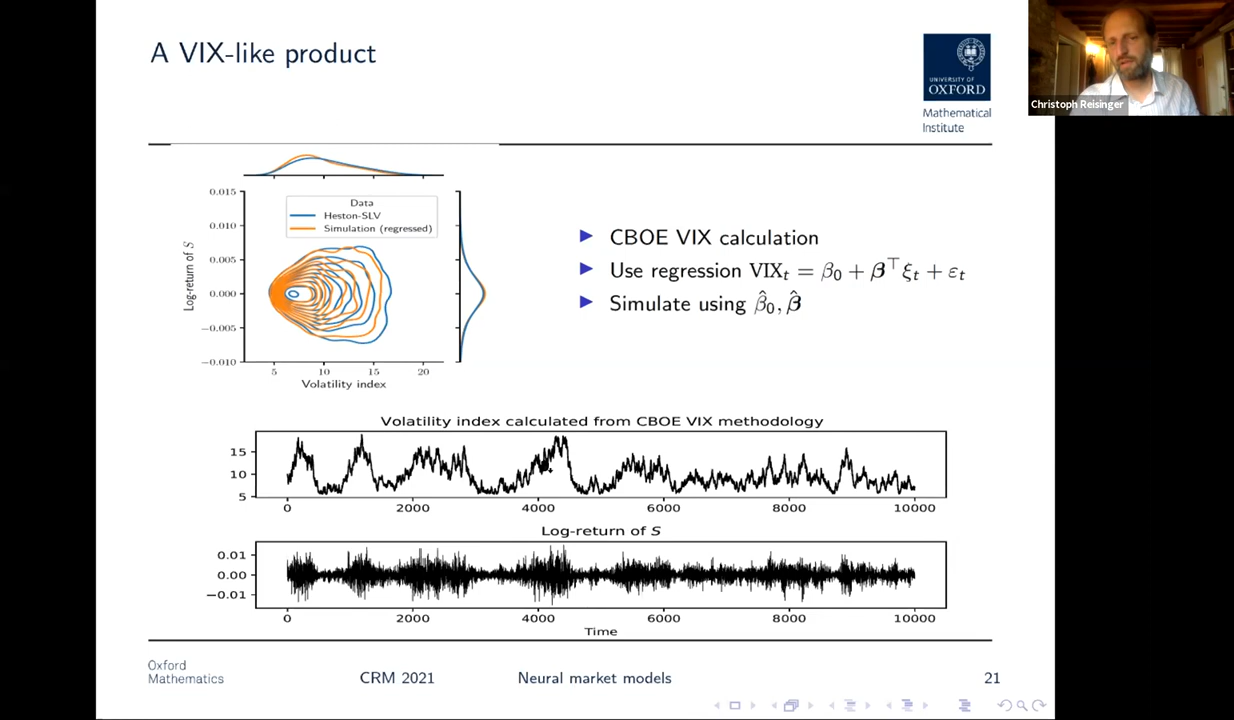 A VIX-like product
UNIVERSITY OF
OXFORD
Mathematical
Institute
Christoph Reisinger
Data
Heston-SLV
Simulation (regressed)
0.015
0.010
0.005
0.000
−0.005
−0.010
Log-return of S
5 10 15 20
Volatility index
▶ CBOE VIX calculation
▶ Use regression VIXₜ = β₀ + β⊤ξₜ + εₜ
▶ Simulate using β̂₀, β̂
Volatility index calculated from CBOE VIX methodology
15
10
5
0 2000 4000 6000 8000 10000
Log-return of S
0.01
0.00
−0.01
0 2000 4000 6000 8000 10000
Time
Oxford
Mathematics
CRM 2021
Neural market models
21